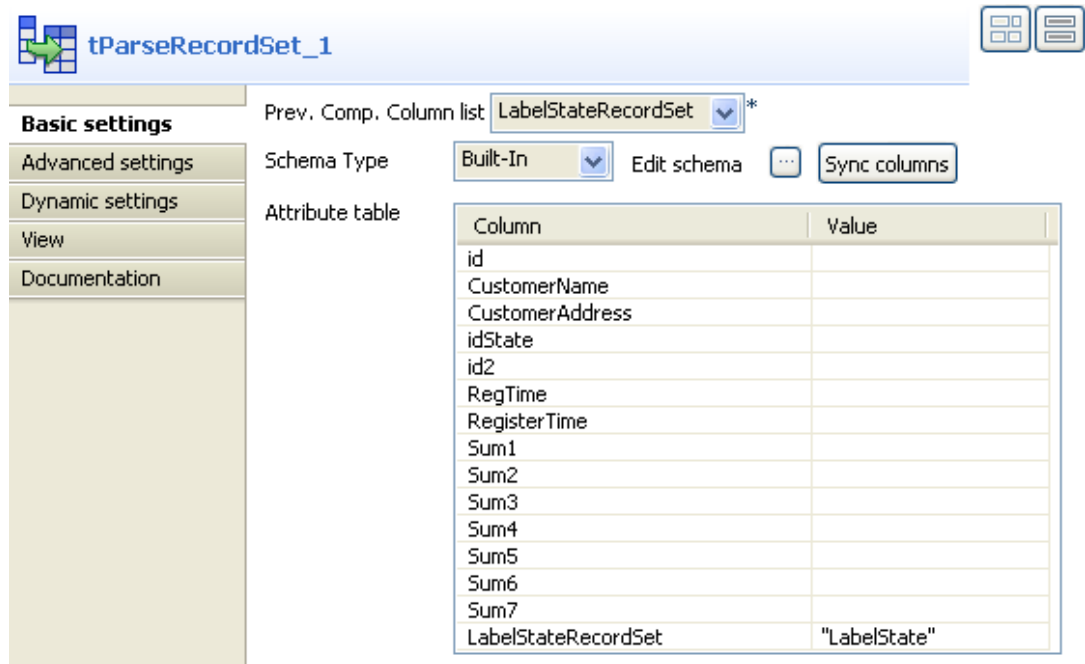 tParseRecordSet_1
Basic settings
Advanced settings
Dynamic settings
View
Documentation
Prev. Comp. Column list LabelStateRecordSet *
Schema Type Built-In Edit schema ... Sync columns
Attribute table
Column Value
id
CustomerName
CustomerAddress
idState
id2
RegTime
RegisterTime
Sum1
Sum2
Sum3
Sum4
Sum5
Sum6
Sum7
LabelStateRecordSet "LabelState"